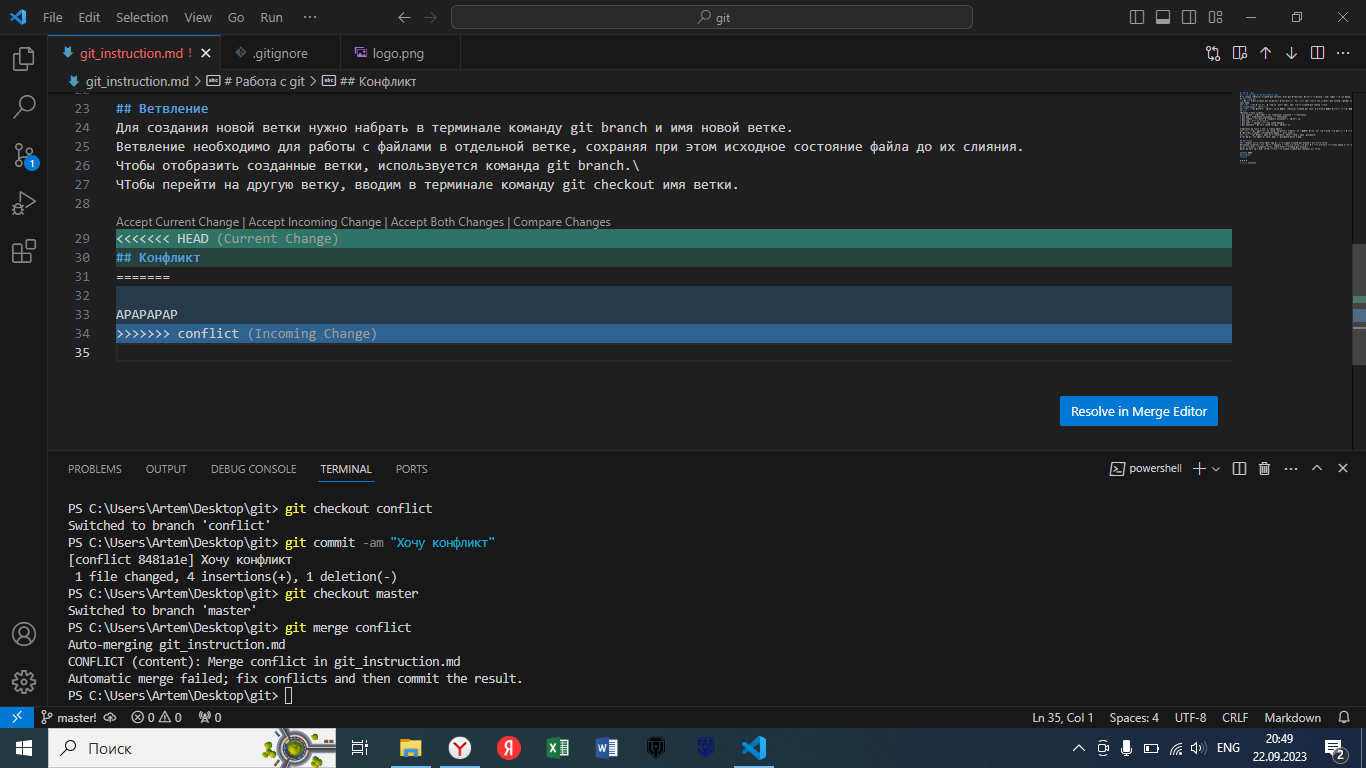 File Edit Selection View Go Run ···
git
git_instruction.md !
.gitignore
logo.png
git_instruction.md > # Работа с git > ## Конфликт
23 ## Ветвление
24 Для создания новой ветки нужно набрать в терминале команду git branch и имя новой ветке.
25 Ветвление необходимо для работы с файлами в отдельной ветке, сохраняя при этом исходное состояние файла до их слияния.
26 Чтобы отобразить созданные ветки, использвуется команда git branch.\
27 ЧТобы перейти на другую ветку, вводим в терминале команду git checkout имя ветки.
28
Accept Current Change | Accept Incoming Change | Accept Both Changes | Compare Changes
29 <<<<<<< HEAD (Current Change)
30 ## Конфликт
31 =======
32
33 АРАРАРАР
34 >>>>>>> conflict (Incoming Change)
35
Resolve in Merge Editor
PROBLEMS OUTPUT DEBUG CONSOLE TERMINAL PORTS
powershell
PS C:\Users\Artem\Desktop\git> git checkout conflict
Switched to branch 'conflict'
PS C:\Users\Artem\Desktop\git> git commit -am "Хочу конфликт"
[conflict 8481a1e] Хочу конфликт
1 file changed, 4 insertions(+), 1 deletion(-)
PS C:\Users\Artem\Desktop\git> git checkout master
Switched to branch 'master'
PS C:\Users\Artem\Desktop\git> git merge conflict
Auto-merging git_instruction.md
CONFLICT (content): Merge conflict in git_instruction.md
Automatic merge failed; fix conflicts and then commit the result.
PS C:\Users\Artem\Desktop\git>
1
master! 0 0 0
Ln 35, Col 1 Spaces: 4 UTF-8 CRLF Markdown
Поиск
ENG
20:49
22.09.2023
2